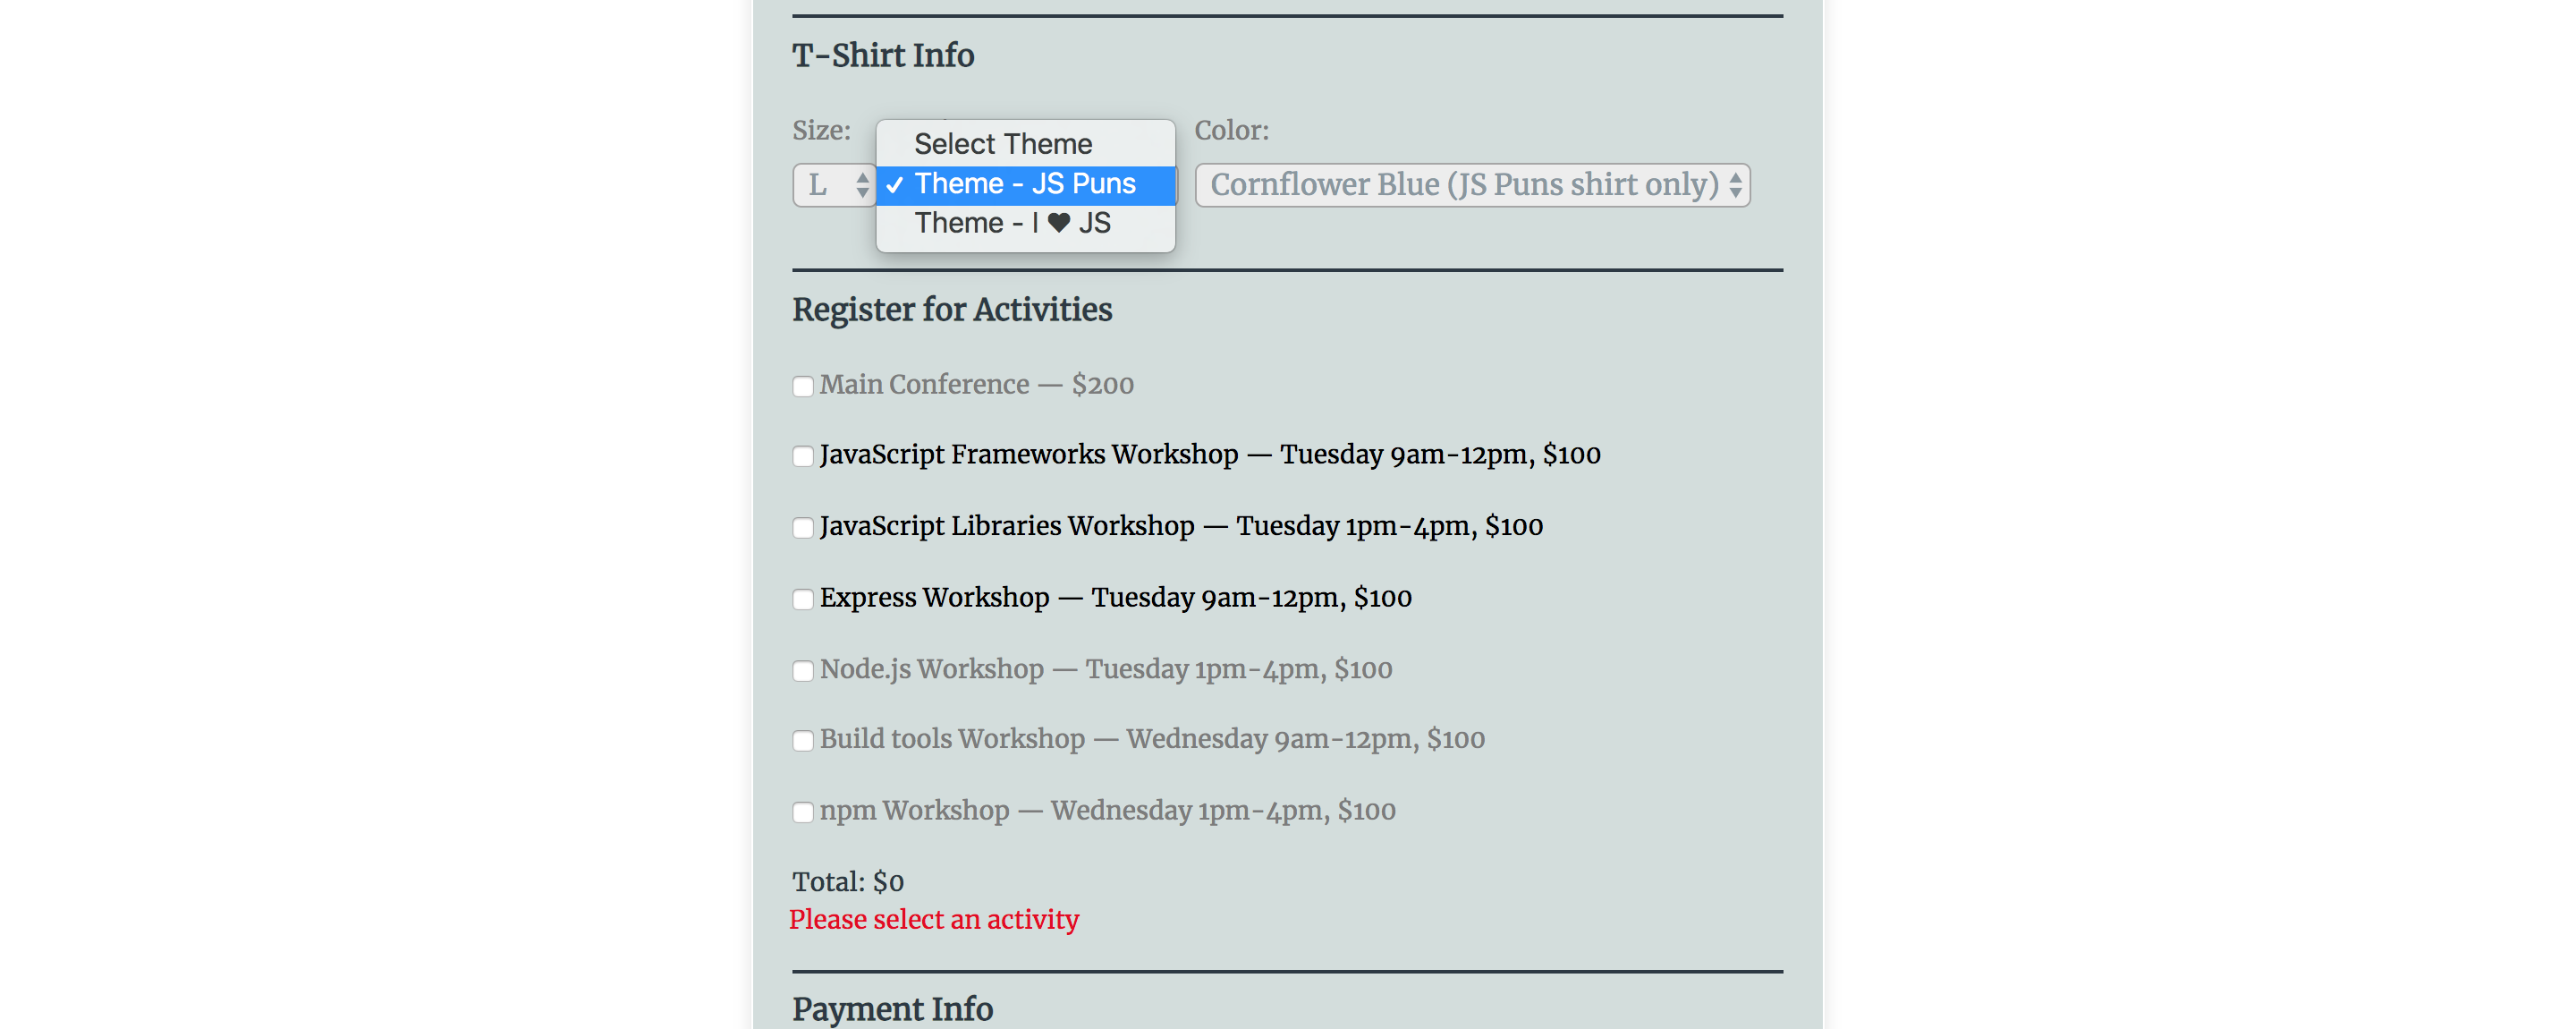 T-Shirt Info
Size:
Color:
L
Select Theme
✓ Theme - JS Puns
Theme - I ♥ JS
Cornflower Blue (JS Puns shirt only)
Register for Activities
Main Conference — $200
JavaScript Frameworks Workshop — Tuesday 9am-12pm, $100
JavaScript Libraries Workshop — Tuesday 1pm-4pm, $100
Express Workshop — Tuesday 9am-12pm, $100
Node.js Workshop — Tuesday 1pm-4pm, $100
Build tools Workshop — Wednesday 9am-12pm, $100
npm Workshop — Wednesday 1pm-4pm, $100
Total: $0
Please select an activity
Payment Info